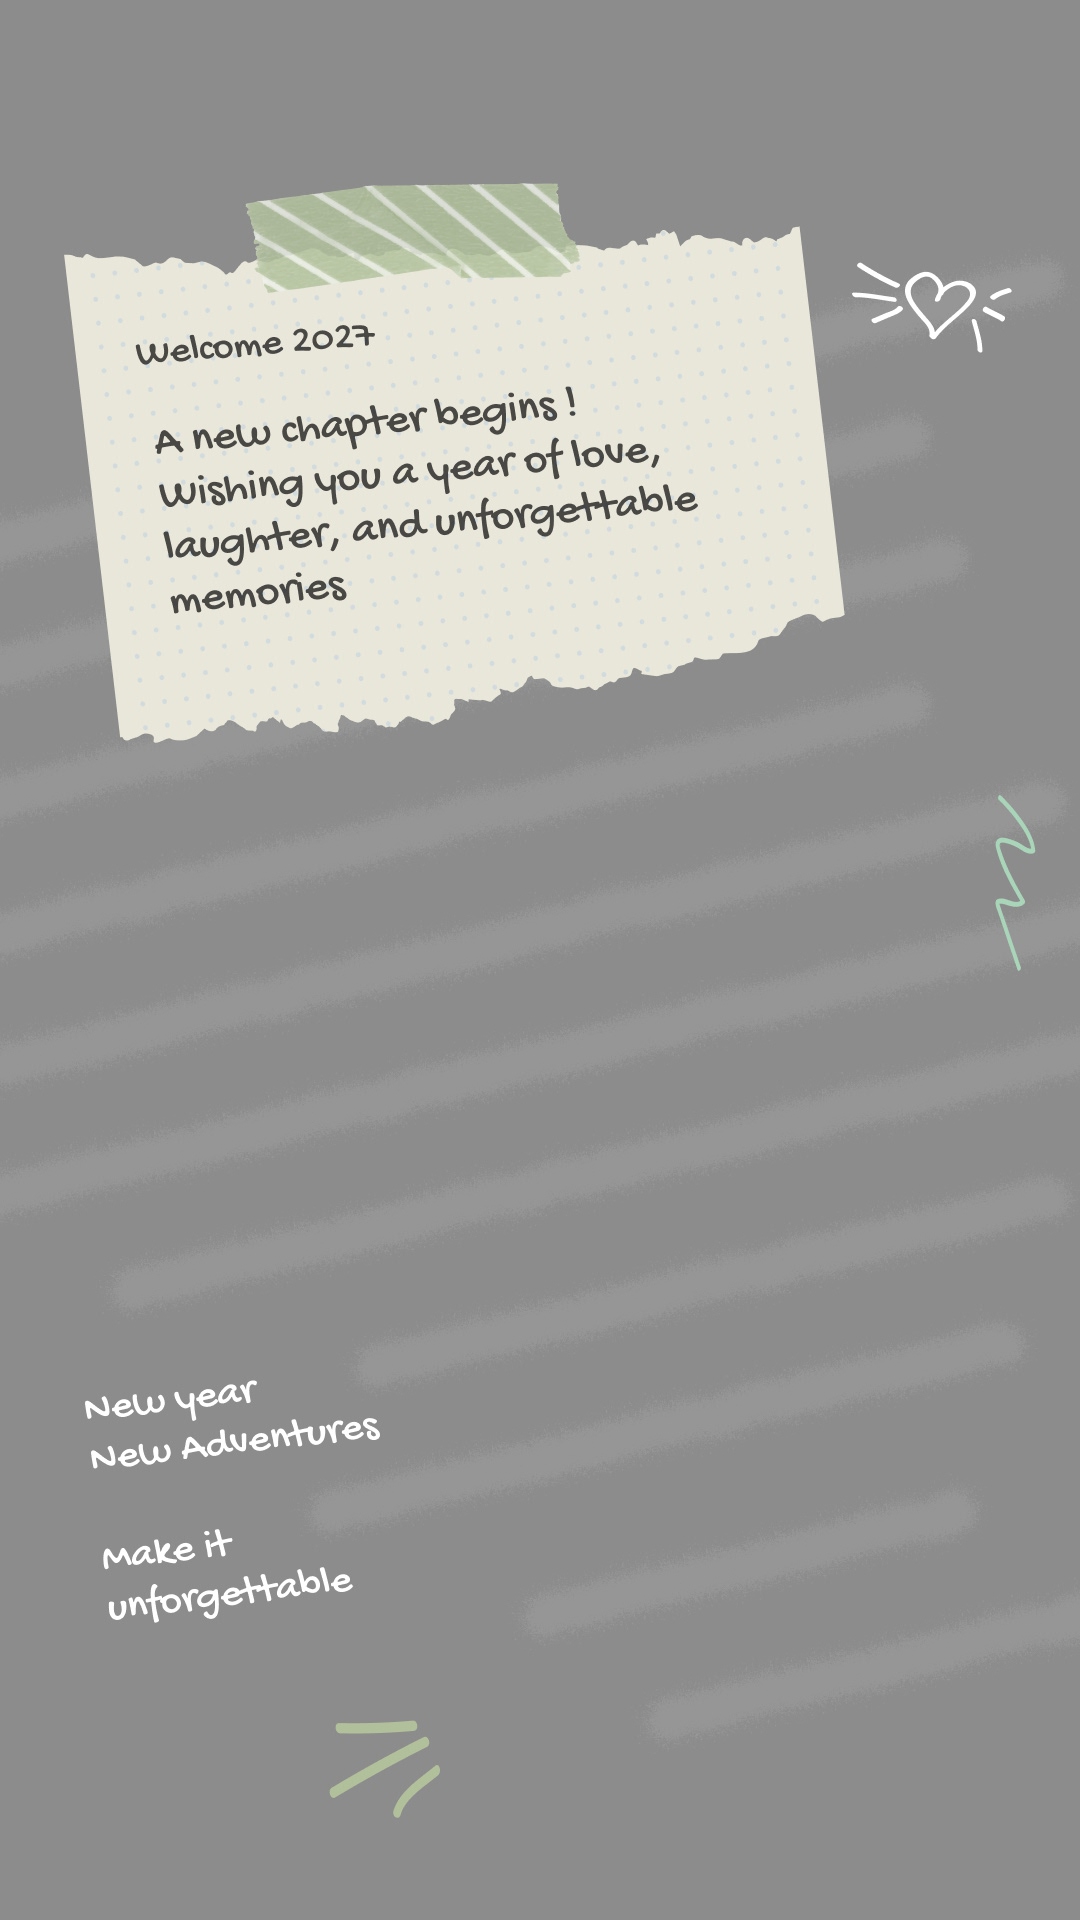 Welcome 2027
A new chapter begins !
Wishing you a year of love,
laughter, and unforgettable
memories
New year
New Adventures
Make it
unforgettable